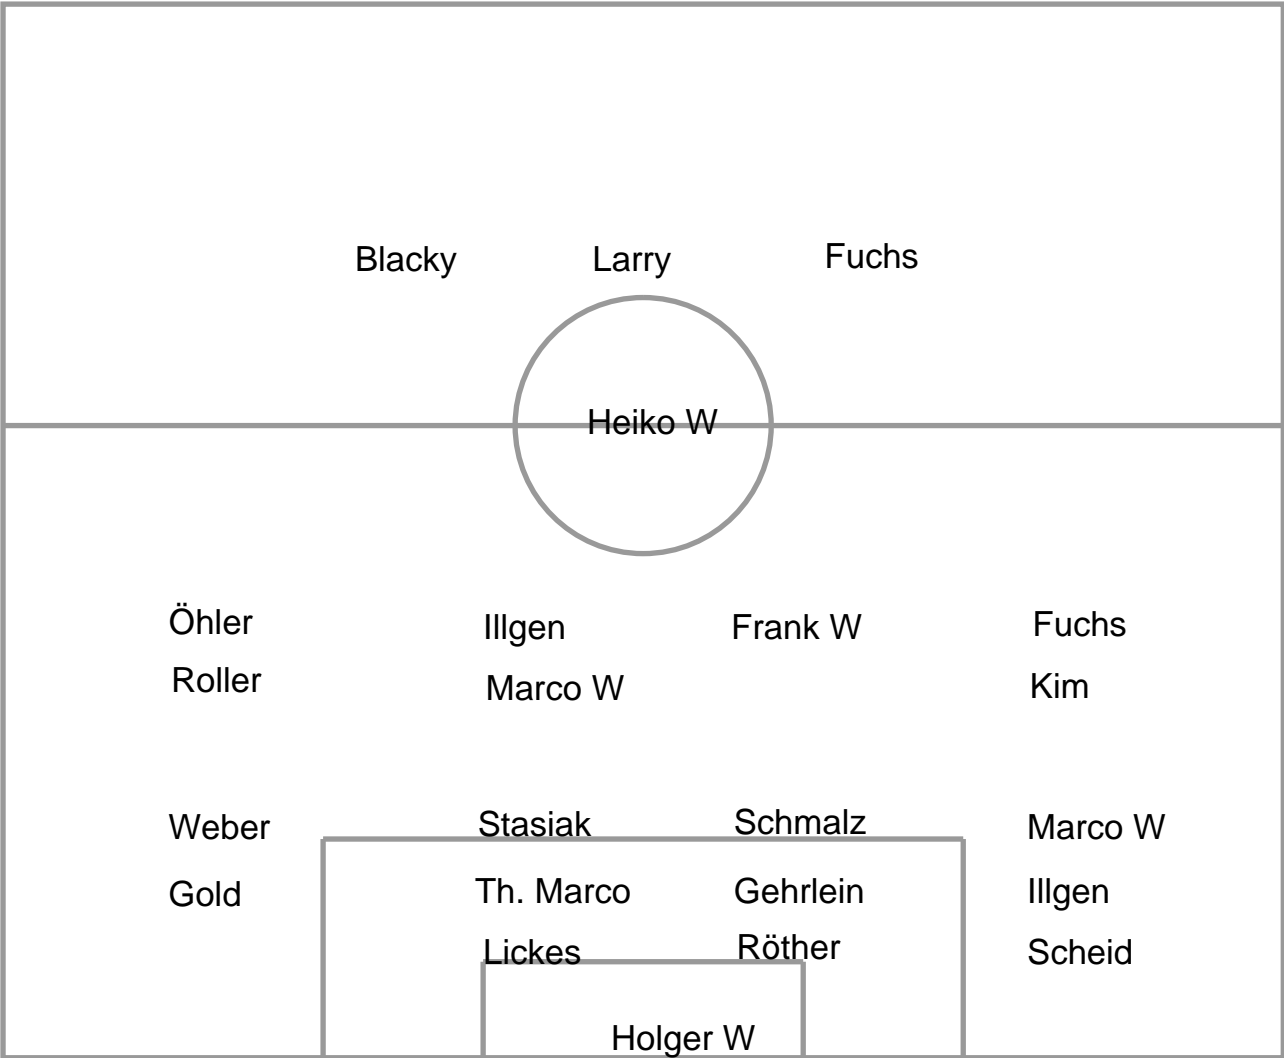 Blacky Larry Fuchs
Heiko W
Öhler Illgen Frank W Fuchs
Roller Marco W Kim
Weber Stasiak Schmalz Marco W
Gold Th. Marco Gehrlein Illgen
Lickes Röther Scheid
Holger W